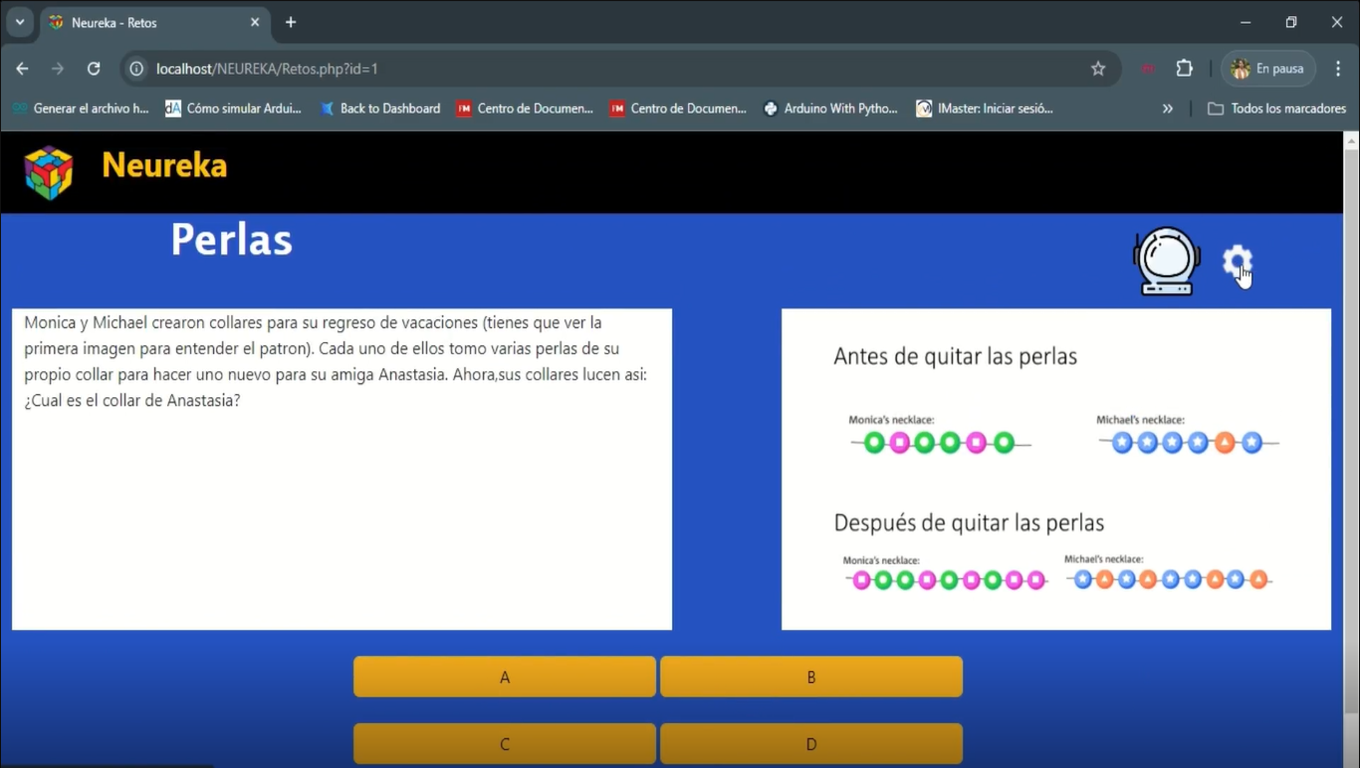 Neureka - Retos
localhost/NEUREKA/Retos.php?id=1
En pausa
Generar el archivo h...
dA
Cómo simular Ardui...
Back to Dashboard
IM
Centro de Documen...
IM
Centro de Documen...
Arduino With Pytho...
IMaster: Iniciar sesió...
»
Todos los marcadores
Neureka
Perlas
Monica y Michael crearon collares para su regreso de vacaciones (tienes que ver la
primera imagen para entender el patron). Cada uno de ellos tomo varias perlas de su
propio collar para hacer uno nuevo para su amiga Anastasia. Ahora,sus collares lucen asi:
¿Cual es el collar de Anastasia?
Antes de quitar las perlas
Monica's necklace:
Michael's necklace:
Después de quitar las perlas
Monica's necklace:
Michael's necklace:
A
B
C
D